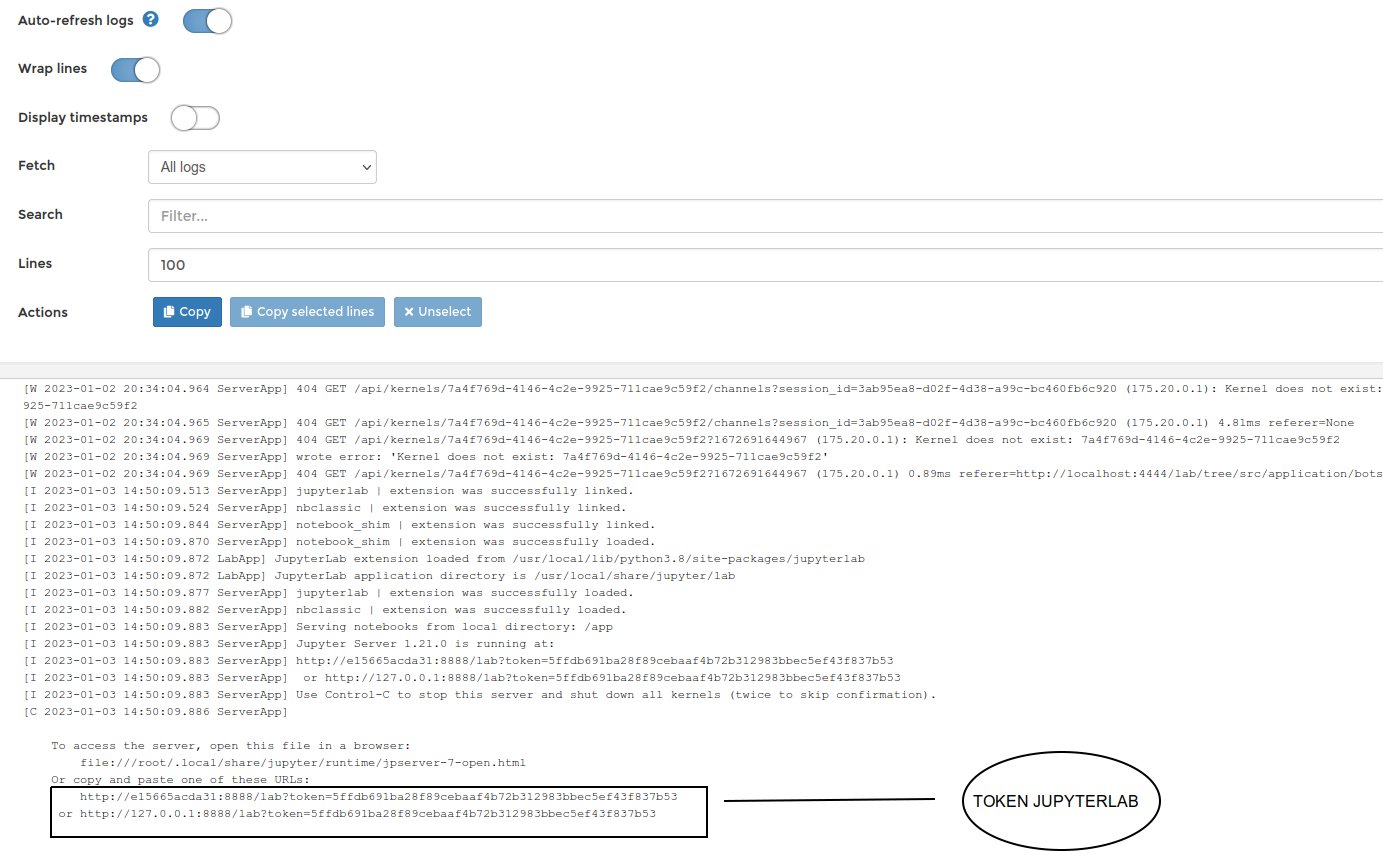 Auto-refresh logs ?
Wrap lines
Display timestamps
Fetch All logs
Search Filter...
Lines 100
Actions Copy Copy selected lines Unselect
[W 2023-01-02 20:34:04.964 ServerApp] 404 GET /api/kernels/7a4f769d-4146-4c2e-9925-711cae9c59f2/channels?session_id=3ab95ea8-d02f-4d38-a99c-bc460fb6c920 (175.20.0.1): Kernel does not exist:
925-711cae9c59f2
[W 2023-01-02 20:34:04.965 ServerApp] 404 GET /api/kernels/7a4f769d-4146-4c2e-9925-711cae9c59f2/channels?session_id=3ab95ea8-d02f-4d38-a99c-bc460fb6c920 (175.20.0.1) 4.81ms referer=None
[W 2023-01-02 20:34:04.969 ServerApp] 404 GET /api/kernels/7a4f769d-4146-4c2e-9925-711cae9c59f2?1672691644967 (175.20.0.1): Kernel does not exist: 7a4f769d-4146-4c2e-9925-711cae9c59f2
[W 2023-01-02 20:34:04.969 ServerApp] wrote error: 'Kernel does not exist: 7a4f769d-4146-4c2e-9925-711cae9c59f2'
[W 2023-01-02 20:34:04.969 ServerApp] 404 GET /api/kernels/7a4f769d-4146-4c2e-9925-711cae9c59f2?1672691644967 (175.20.0.1) 0.89ms referer=http://localhost:4444/lab/tree/src/application/bots
[I 2023-01-03 14:50:09.513 ServerApp] jupyterlab | extension was successfully linked.
[I 2023-01-03 14:50:09.524 ServerApp] nbclassic | extension was successfully linked.
[I 2023-01-03 14:50:09.844 ServerApp] notebook_shim | extension was successfully linked.
[I 2023-01-03 14:50:09.870 ServerApp] notebook_shim | extension was successfully loaded.
[I 2023-01-03 14:50:09.872 LabApp] JupyterLab extension loaded from /usr/local/lib/python3.8/site-packages/jupyterlab
[I 2023-01-03 14:50:09.872 LabApp] JupyterLab application directory is /usr/local/share/jupyter/lab
[I 2023-01-03 14:50:09.877 ServerApp] jupyterlab | extension was successfully loaded.
[I 2023-01-03 14:50:09.882 ServerApp] nbclassic | extension was successfully loaded.
[I 2023-01-03 14:50:09.883 ServerApp] Serving notebooks from local directory: /app
[I 2023-01-03 14:50:09.883 ServerApp] Jupyter Server 1.21.0 is running at:
[I 2023-01-03 14:50:09.883 ServerApp] http://e15665acda31:8888/lab?token=5ffdb691ba28f89cebaaf4b72b312983bbec5ef43f837b53
[I 2023-01-03 14:50:09.883 ServerApp]  or http://127.0.0.1:8888/lab?token=5ffdb691ba28f89cebaaf4b72b312983bbec5ef43f837b53
[I 2023-01-03 14:50:09.883 ServerApp] Use Control-C to stop this server and shut down all kernels (twice to skip confirmation).
[C 2023-01-03 14:50:09.886 ServerApp]
To access the server, open this file in a browser:
file:///root/.local/share/jupyter/runtime/jpserver-7-open.html
Or copy and paste one of these URLs:
http://e15665acda31:8888/lab?token=5ffdb691ba28f89cebaaf4b72b312983bbec5ef43f837b53
or http://127.0.0.1:8888/lab?token=5ffdb691ba28f89cebaaf4b72b312983bbec5ef43f837b53
TOKEN JUPYTERLAB